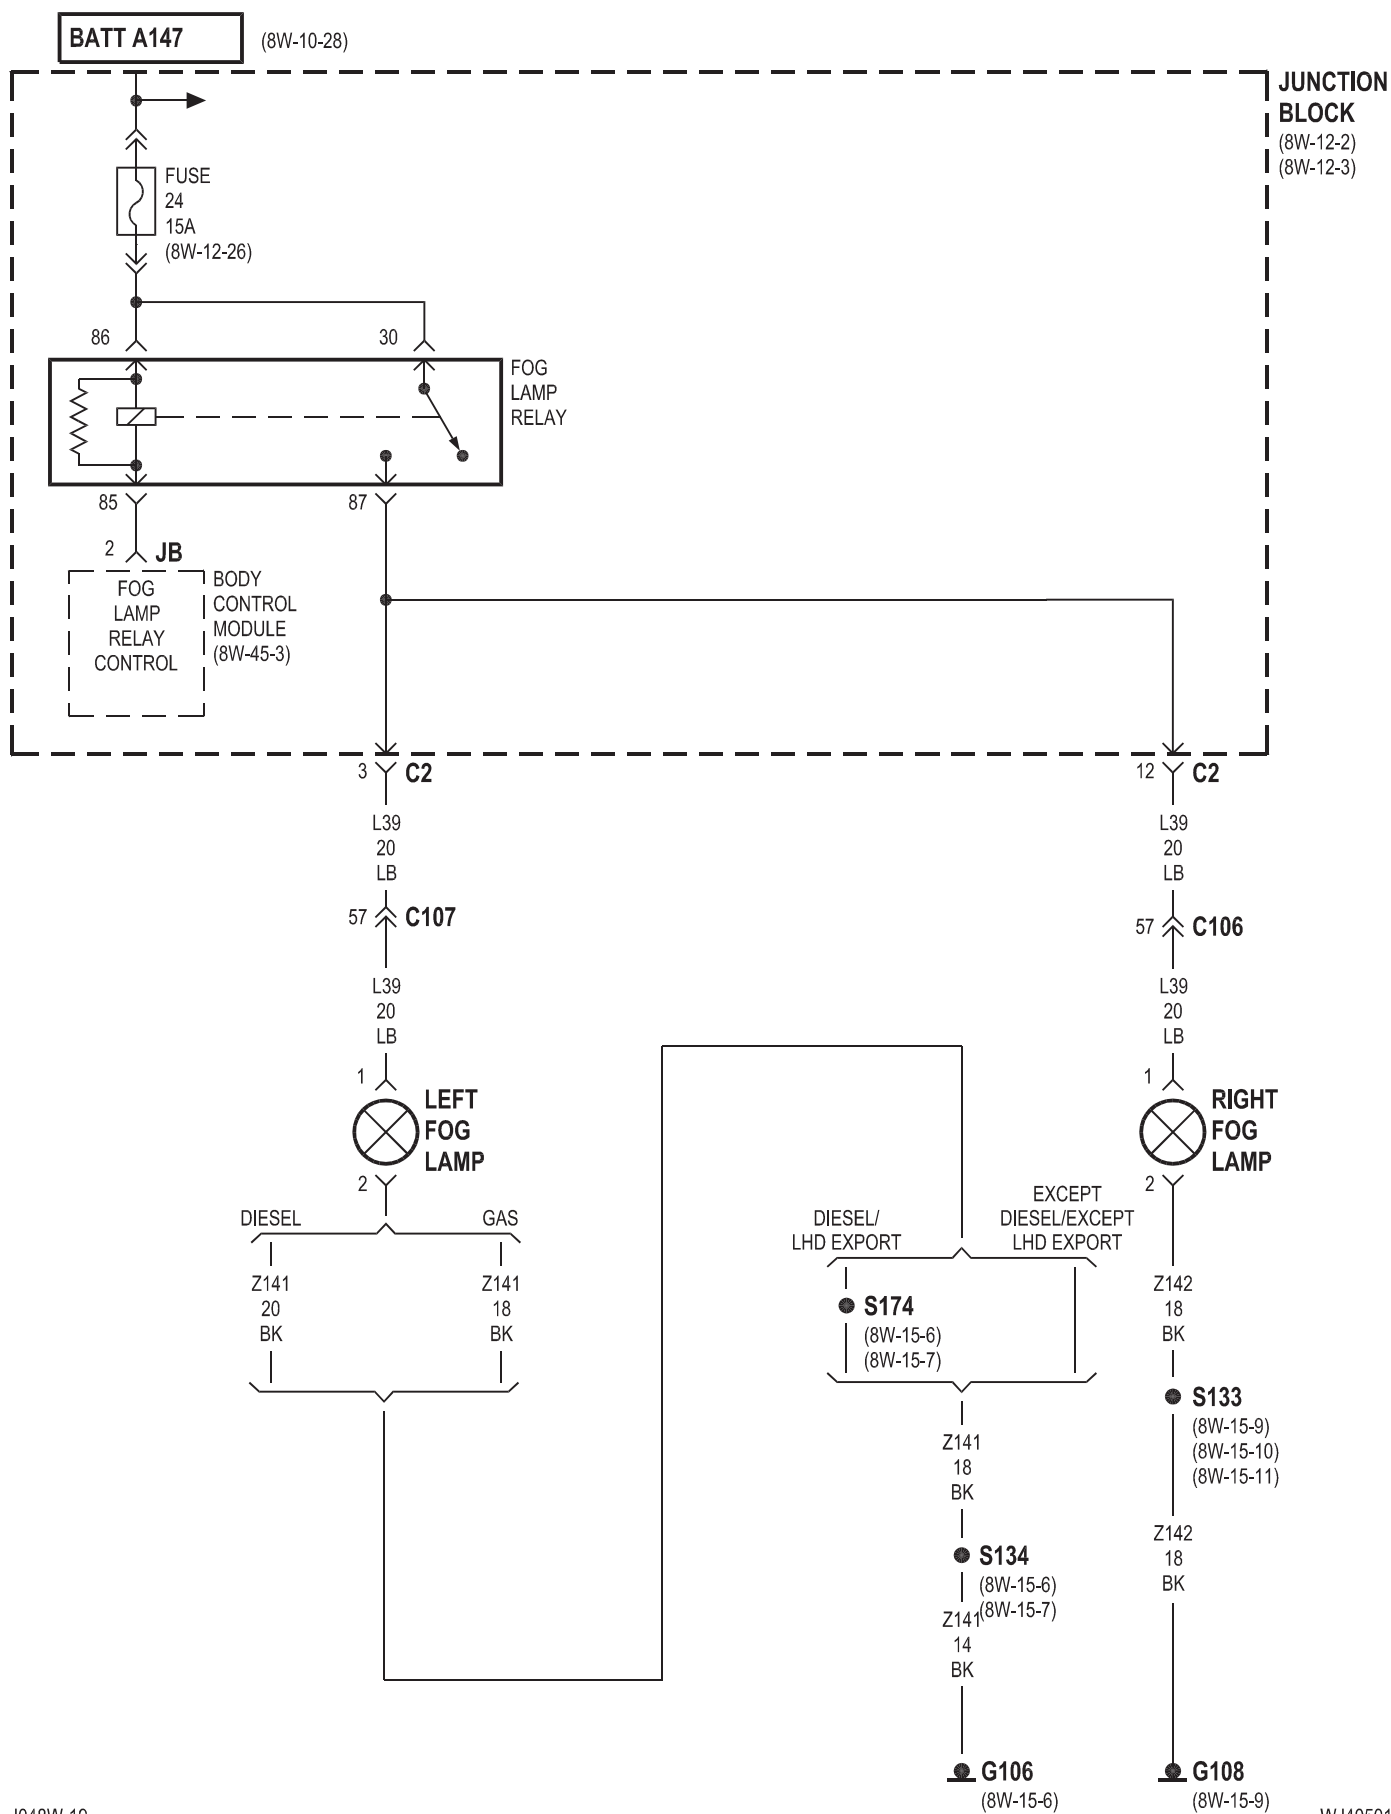 BATT A147
(8W-10-28)
JUNCTION
BLOCK
(8W-12-2)
(8W-12-3)
FUSE
24
15A
(8W-12-26)
86
30
FOG
LAMP
RELAY
85
87
2
JB
FOG
LAMP
RELAY
CONTROL
BODY
CONTROL
MODULE
(8W-45-3)
3
C2
12
C2
L39
20
LB
L39
20
LB
57
C107
57
C106
L39
20
LB
L39
20
LB
1
LEFT
FOG
LAMP
2
1
RIGHT
FOG
LAMP
2
DIESEL
GAS
DIESEL/
LHD EXPORT
EXCEPT
DIESEL/EXCEPT
LHD EXPORT
Z141
20
BK
Z141
18
BK
S174
(8W-15-6)
(8W-15-7)
Z142
18
BK
S133
(8W-15-9)
(8W-15-10)
(8W-15-11)
Z141
18
BK
Z142
18
BK
S134
(8W-15-6)
(8W-15-7)
Z141
14
BK
G106
(8W-15-6)
G108
(8W-15-9)